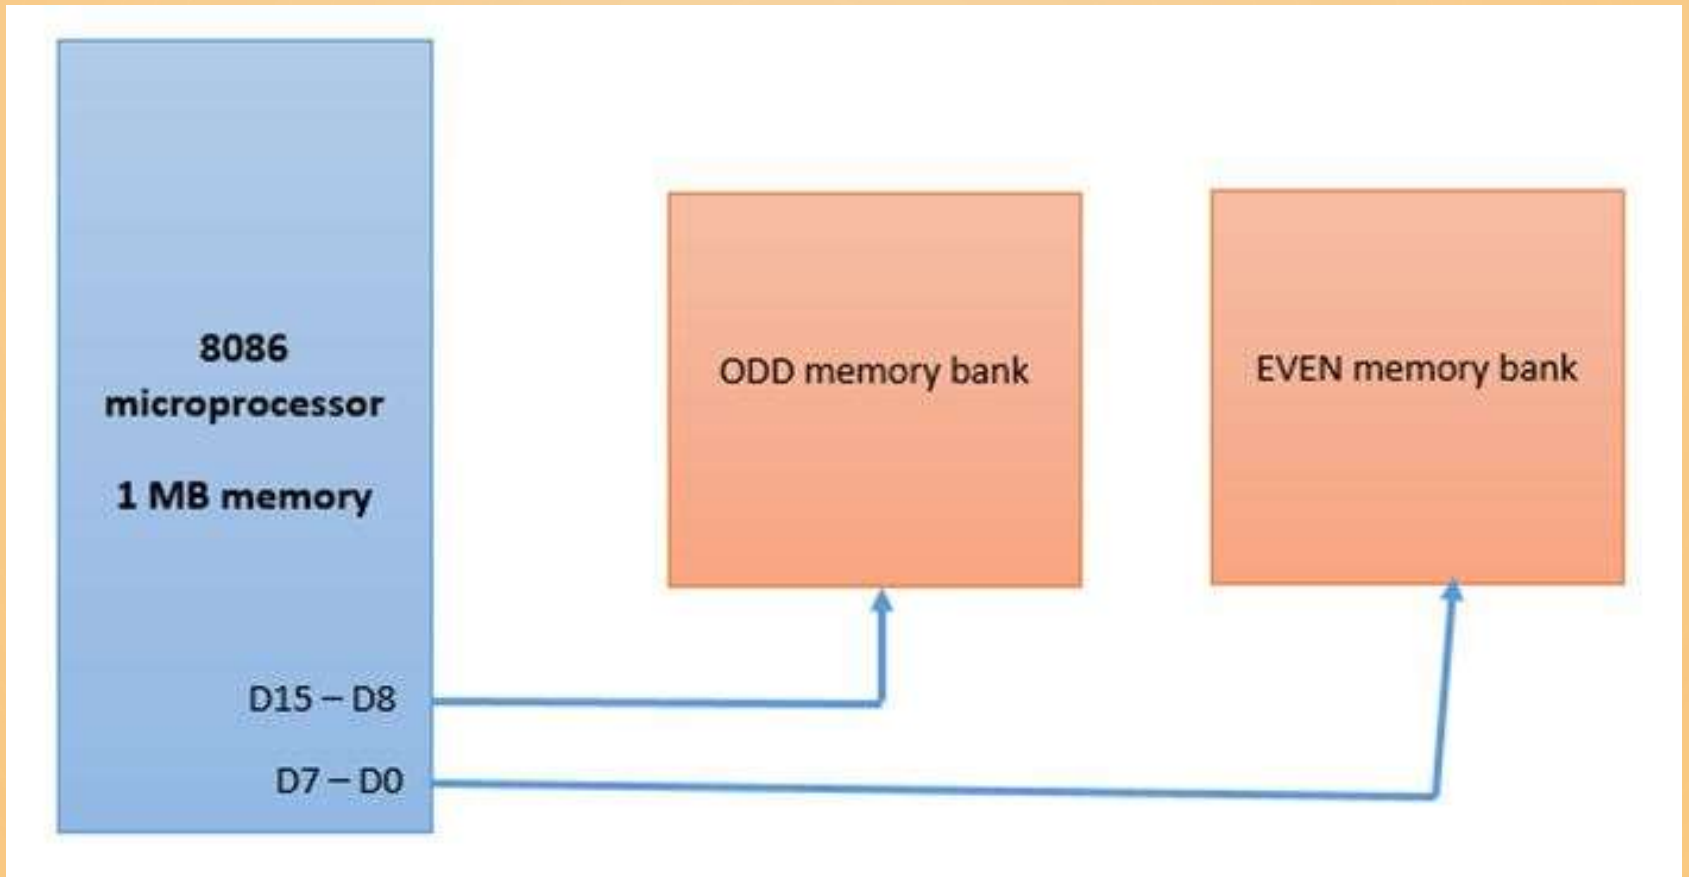 8086
microprocessor
1 MB memory
D15 – D8
D7 – D0
ODD memory bank
EVEN memory bank